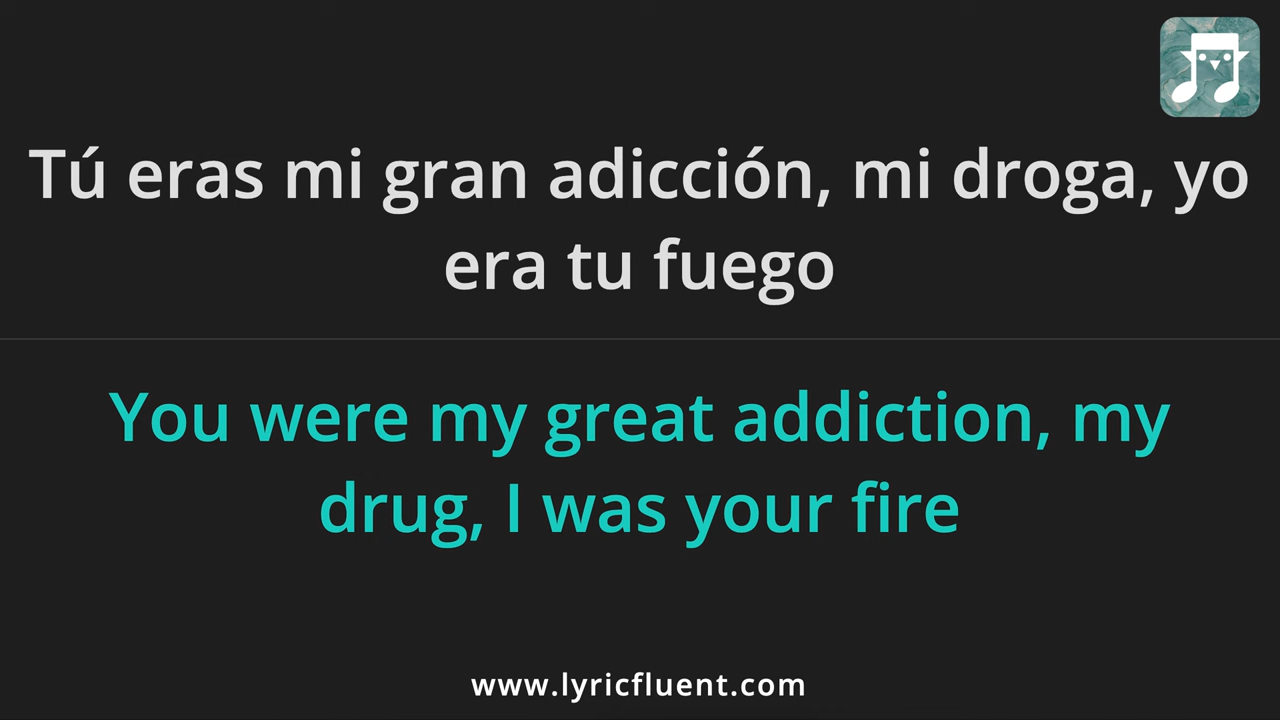 Tú eras mi gran adicción, mi droga, yo
era tu fuego
You were my great addiction, my
drug, I was your fire
www.lyricfluent.com